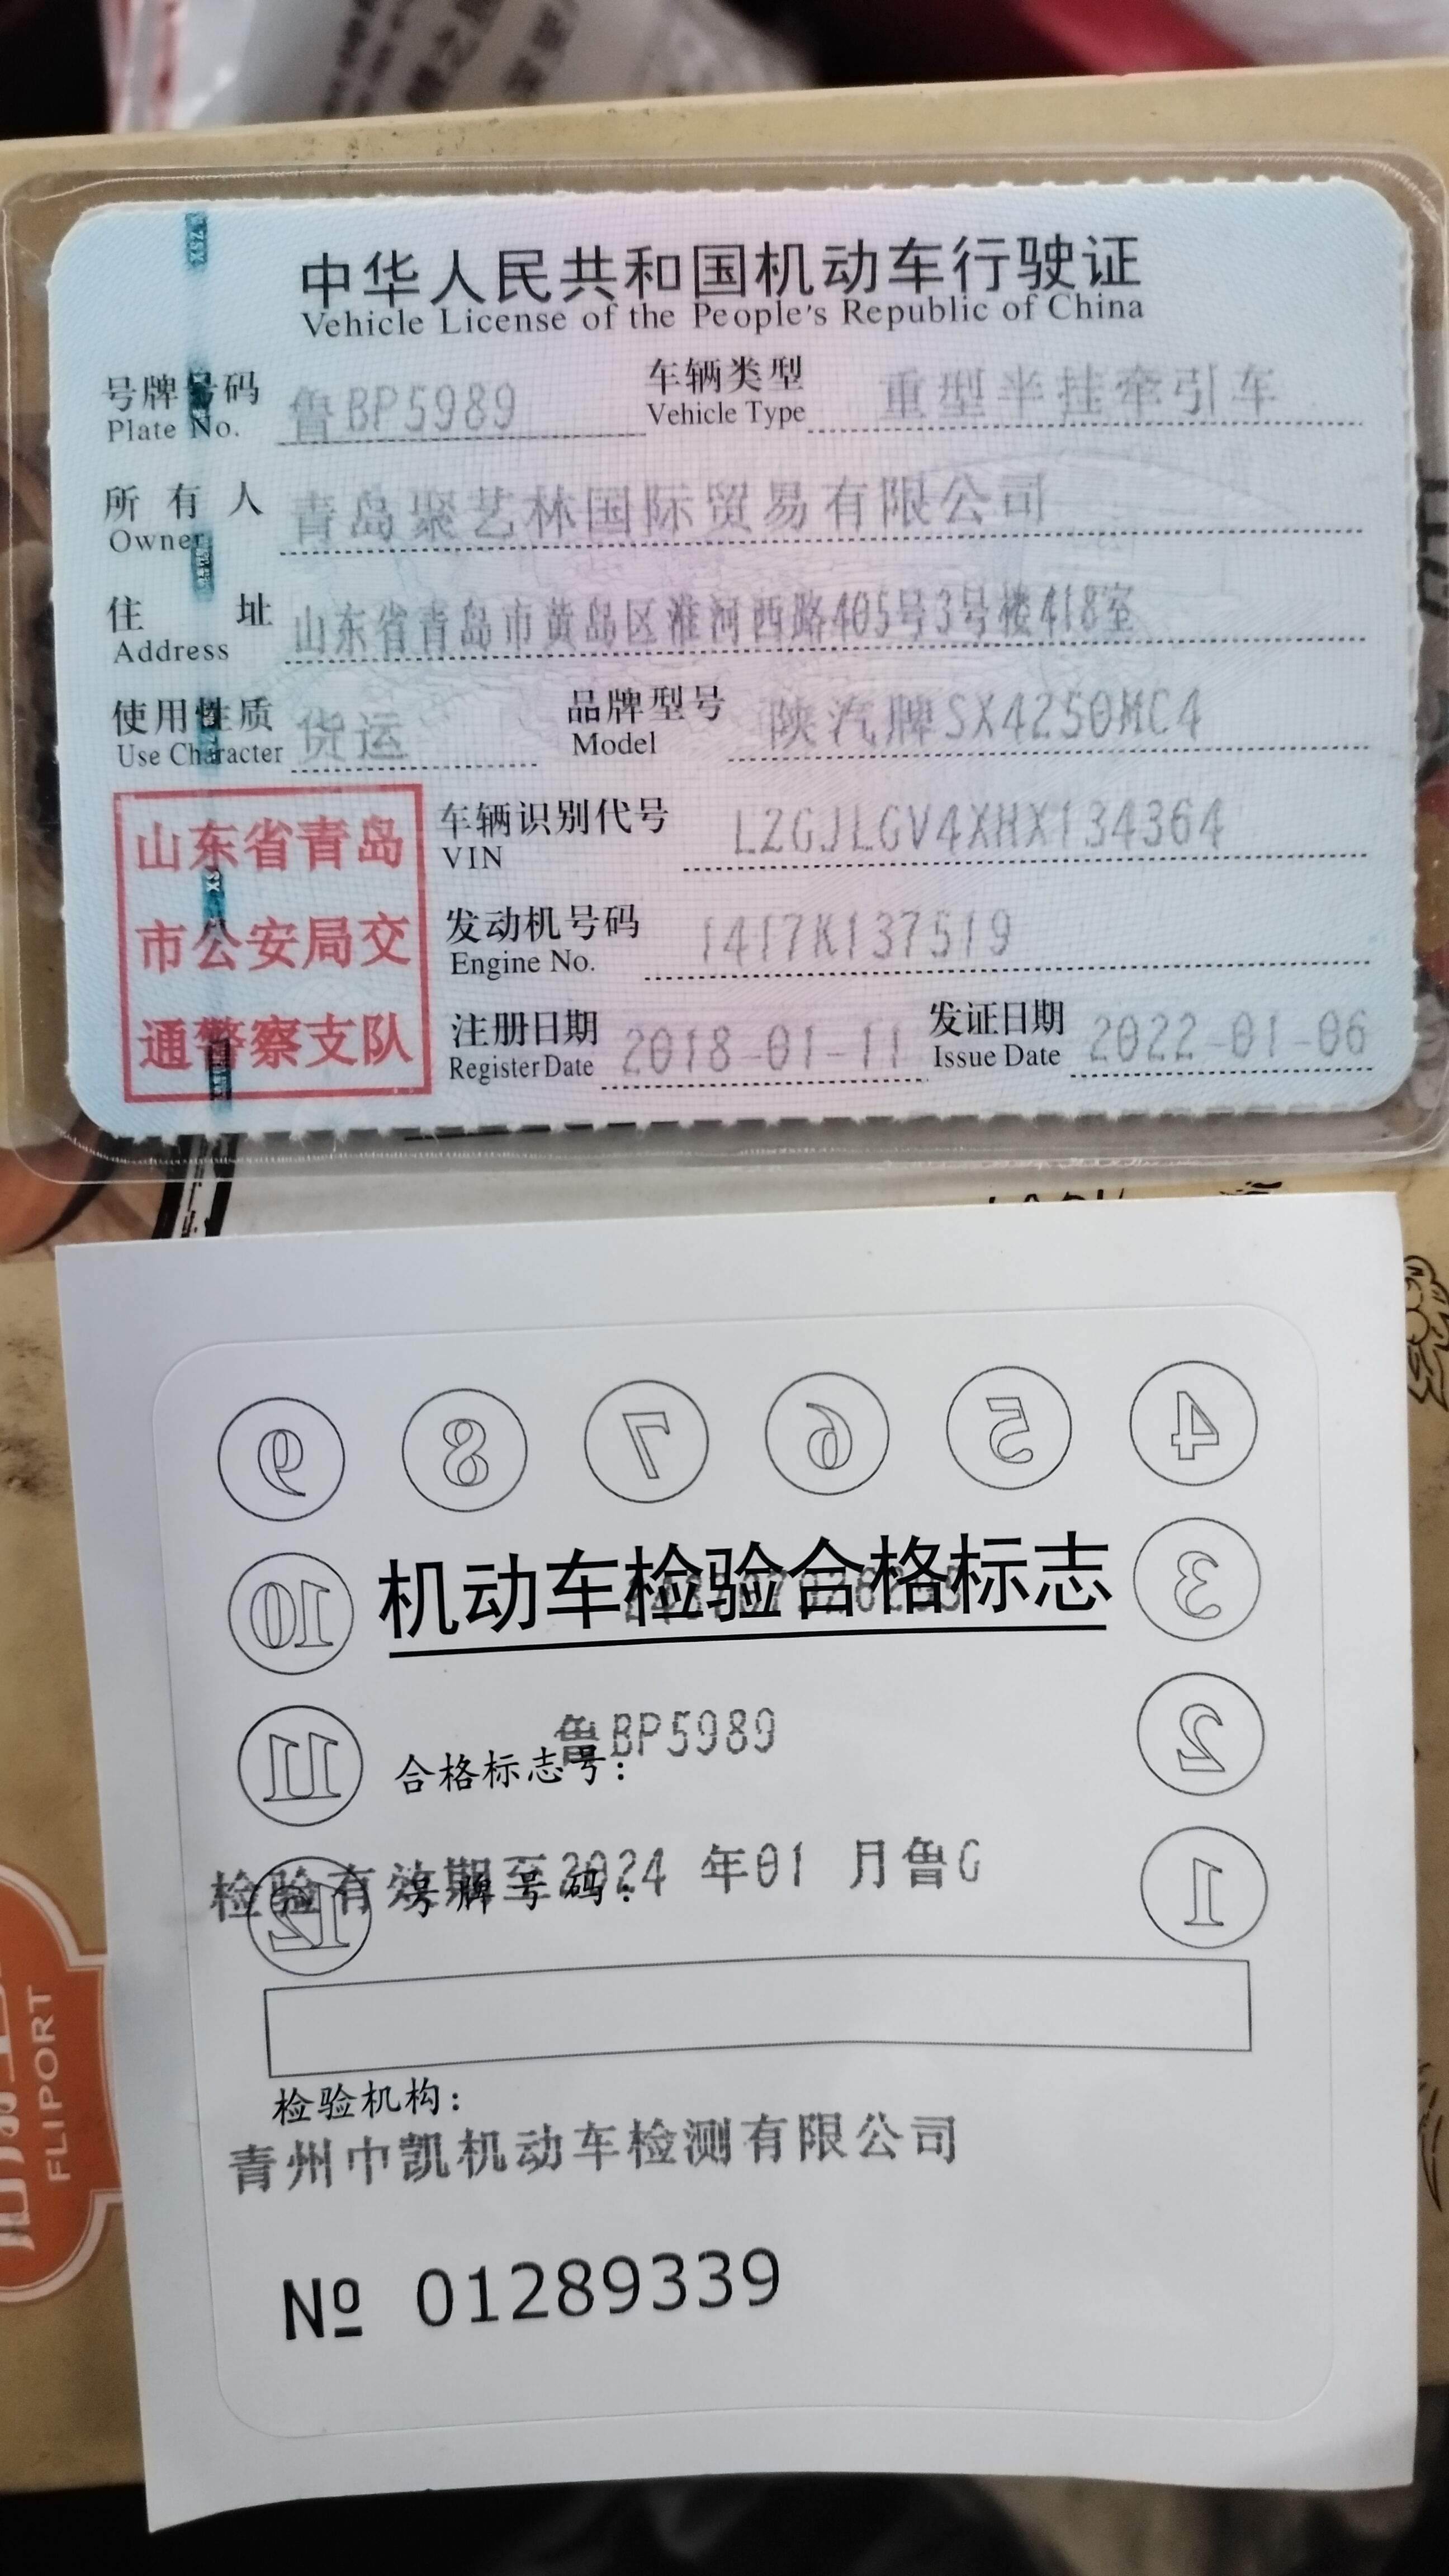 中华人民共和国机动车行驶证
Vehicle License of the People's Republic of China
号牌号码 鲁BP5989 车辆类型 重型半挂牵引车
Plate No. Vehicle Type
所有人 青岛聚艺林国际贸易有限公司
Owner
住址 山东省青岛市黄岛区淮河西路405号3号楼418室
Address
使用性质 货运 品牌型号 陕汽牌SX4250MC4
Use Character Model
车辆识别代号 LZGJLGV4XHX134364
VIN
发动机号码 1417K137519
Engine No.
注册日期 2018-01-11 发证日期 2022-01-06
Register Date Issue Date
山东省青岛
市公安局交
通警察支队
9 8 7 6 5 4
10 机动车检验合格标志 3
鲁BP5989
11 合格标志号: 2
检验有效期至2024 年01 月鲁G
12 号牌号码: 1
检验机构:
青州中凯机动车检测有限公司
№ 01289339
FLIPORT